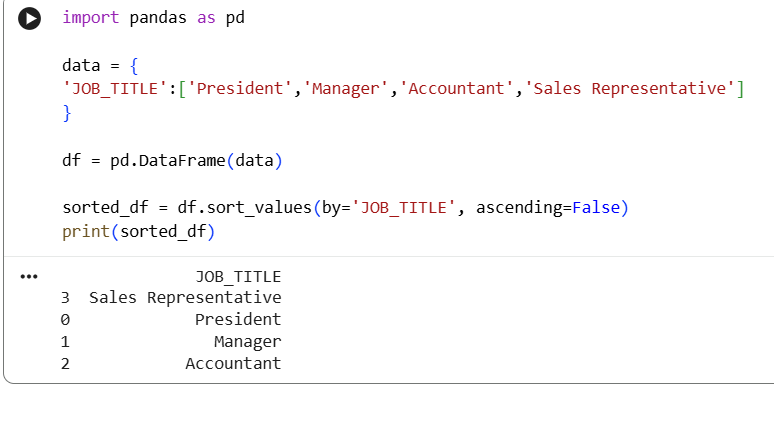 import pandas as pd
data = {
'JOB_TITLE':['President','Manager','Accountant','Sales Representative']
}
df = pd.DataFrame(data)
sorted_df = df.sort_values(by='JOB_TITLE', ascending=False)
print(sorted_df)
JOB_TITLE
3 Sales Representative
0 President
1 Manager
2 Accountant